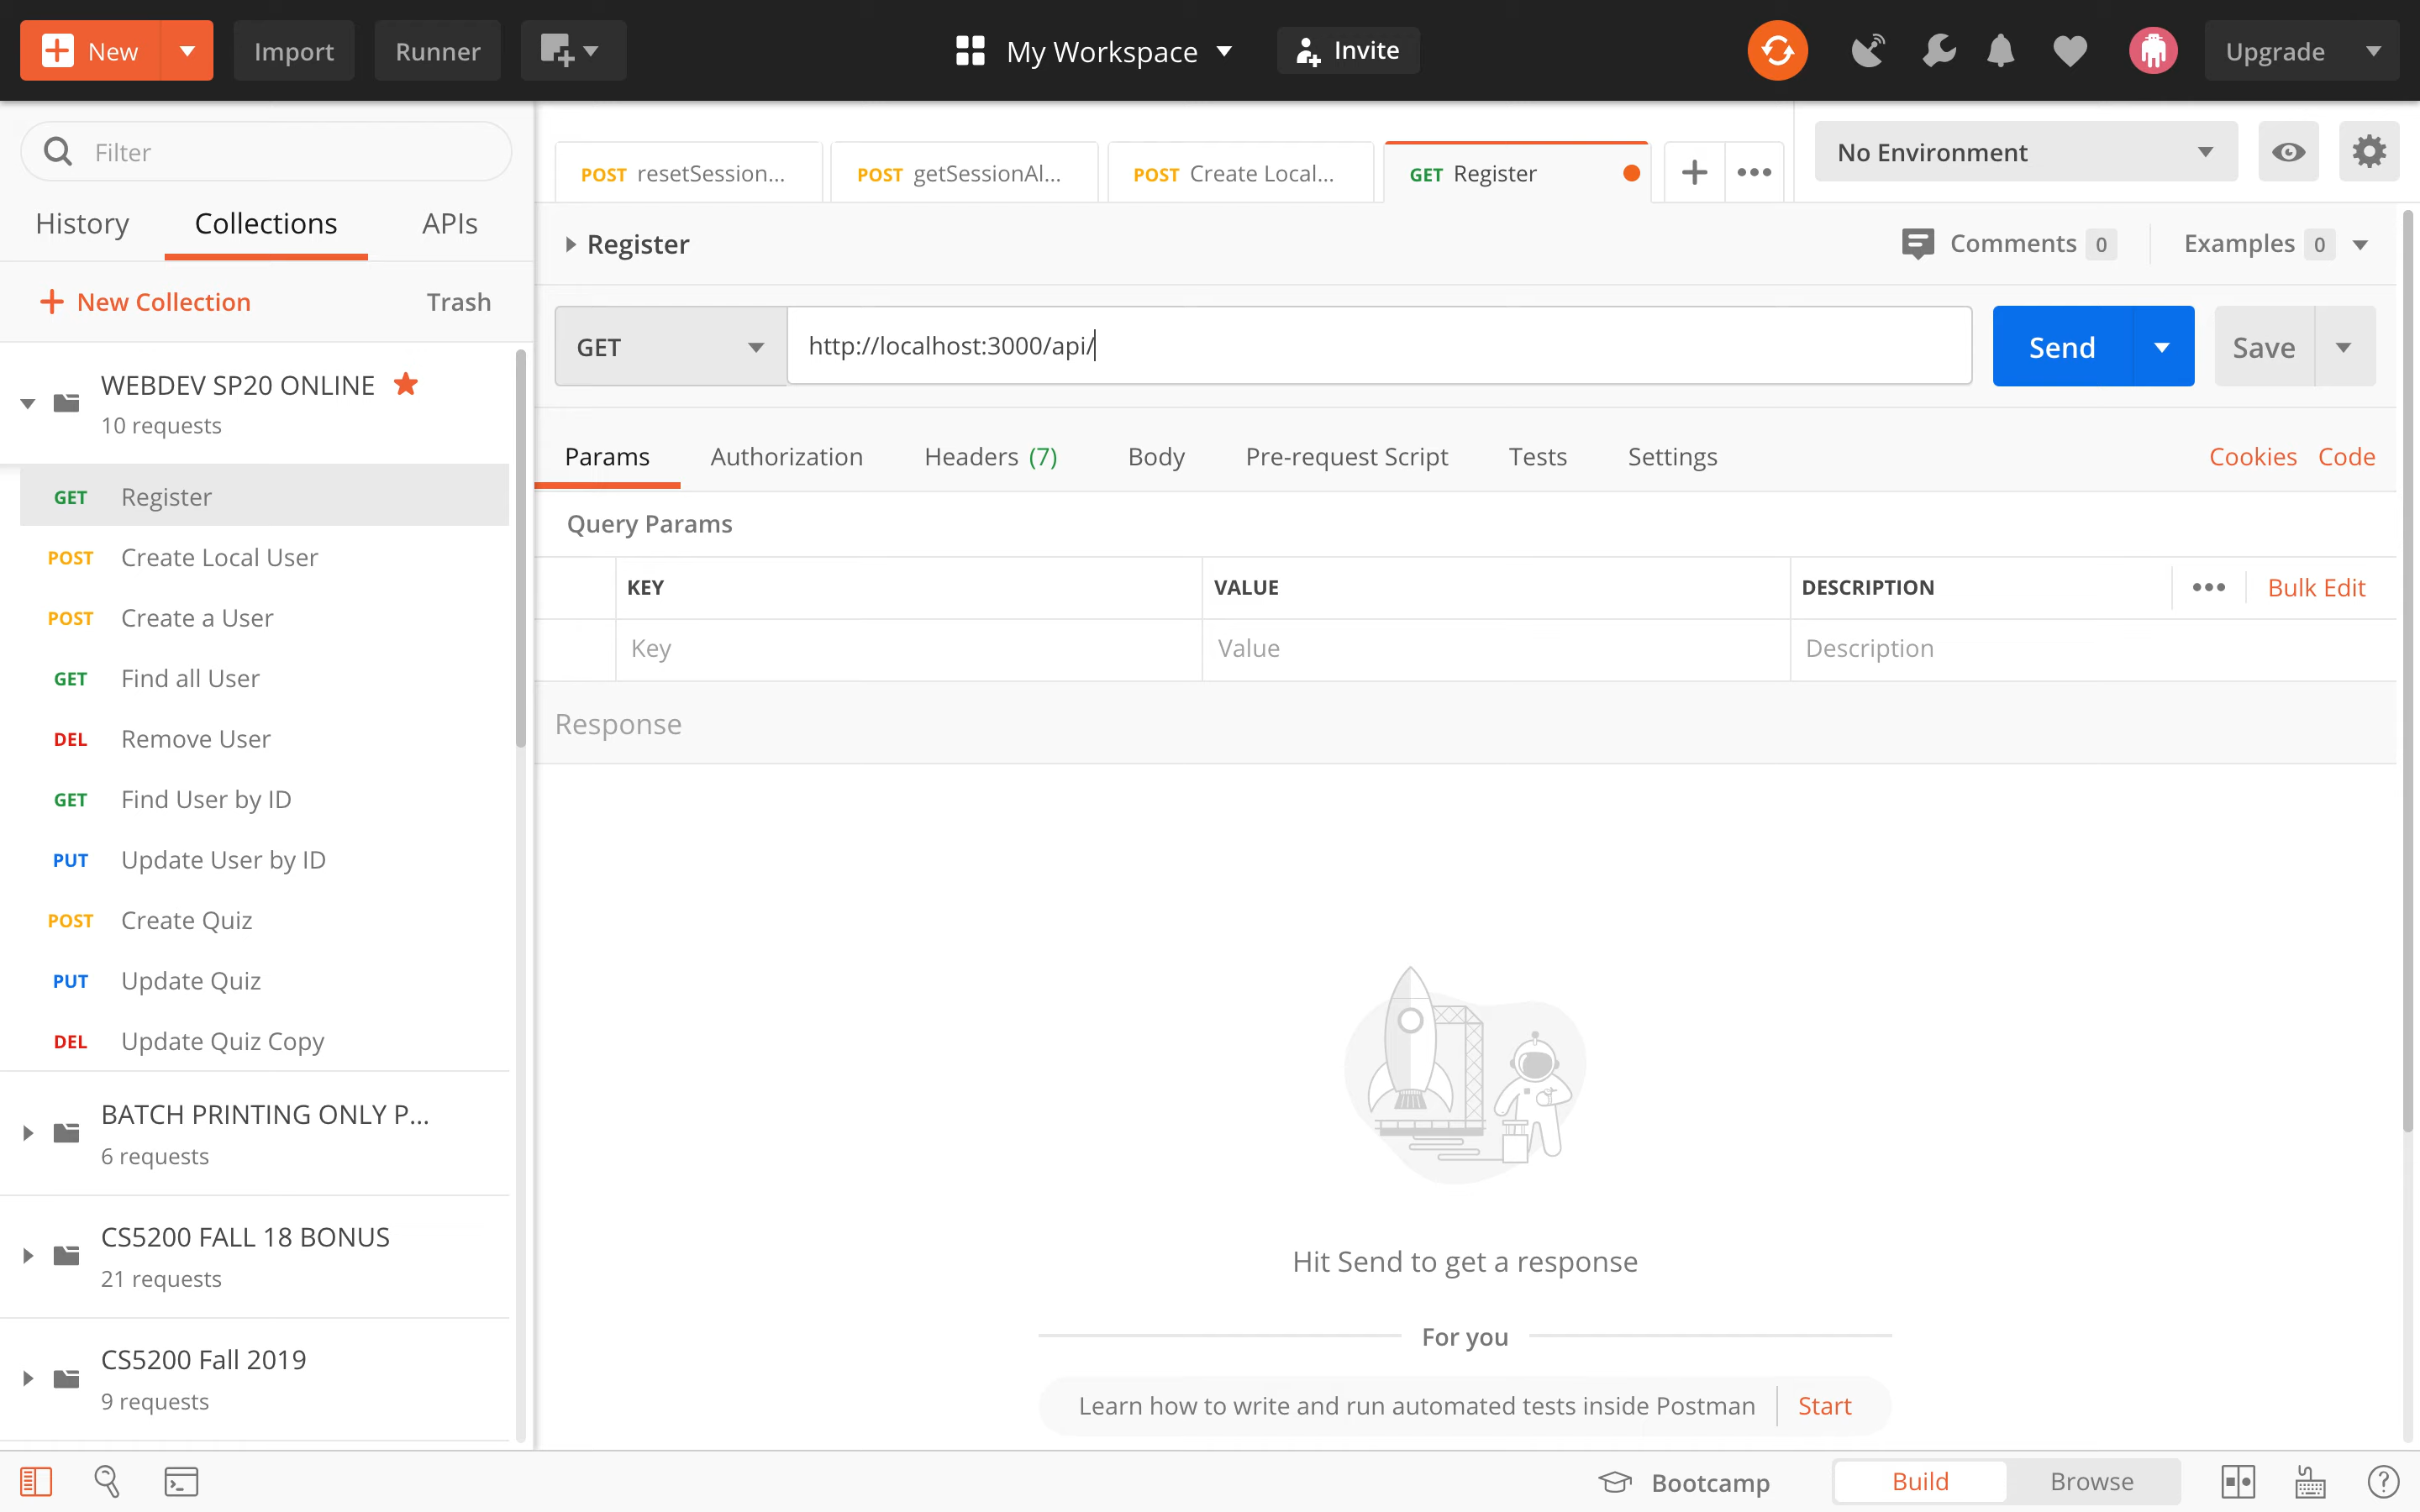 New
Import
Runner
My Workspace
Invite
Upgrade
Filter
History
Collections
APIs
New Collection
Trash
WEBDEV SP20 ONLINE
10 requests
GET Register
POST Create Local User
POST Create a User
GET Find all User
DEL Remove User
GET Find User by ID
PUT Update User by ID
POST Create Quiz
PUT Update Quiz
DEL Update Quiz Copy
BATCH PRINTING ONLY P...
6 requests
CS5200 FALL 18 BONUS
21 requests
CS5200 Fall 2019
9 requests
POST resetSession...
POST getSessionAl...
POST Create Local...
GET Register
No Environment
Register
Comments 0
Examples 0
GET
http://localhost:3000/api/
Send
Save
Params
Authorization
Headers (7)
Body
Pre-request Script
Tests
Settings
Cookies
Code
Query Params
KEY
VALUE
DESCRIPTION
Bulk Edit
Key
Value
Description
Response
Hit Send to get a response
For you
Learn how to write and run automated tests inside Postman
Start
Bootcamp
Build
Browse